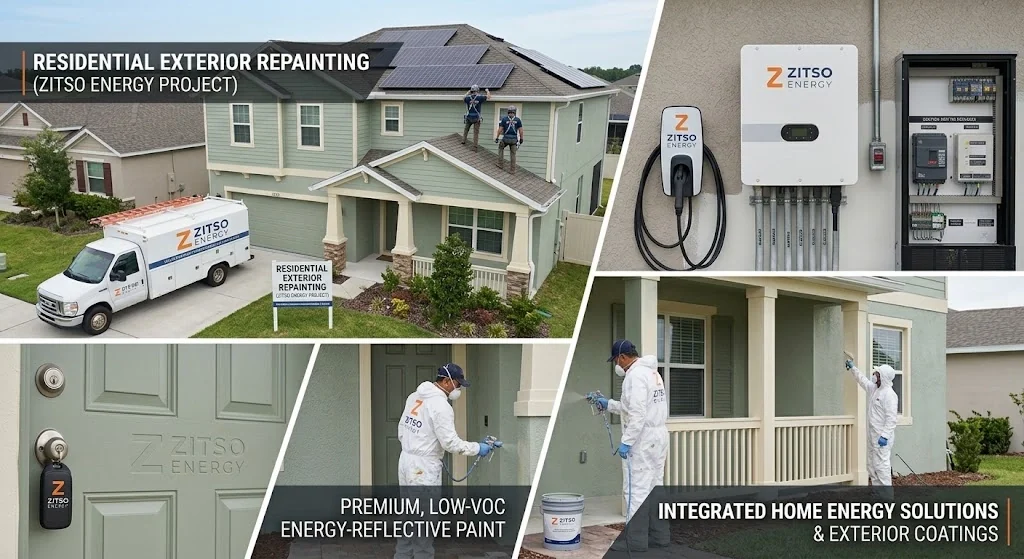 RESIDENTIAL EXTERIOR REPAINTING
(ZITSO ENERGY PROJECT)
ZITSO
ENERGY
RESIDENTIAL
EXTERIOR
REPAINTING
(ZITSO ENERGY PROJECT)
Z
ZITSO
ENERGY
ZITSO
ENERGY
ZITSO
ENERGY
Z
ZITSO
ENERGY
ZITSO
PREMIUM, LOW-VOC
ENERGY-REFLECTIVE PAINT
ZITSO
ZITSO
ENERGY
INTEGRATED HOME ENERGY SOLUTIONS
& EXTERIOR COATINGS